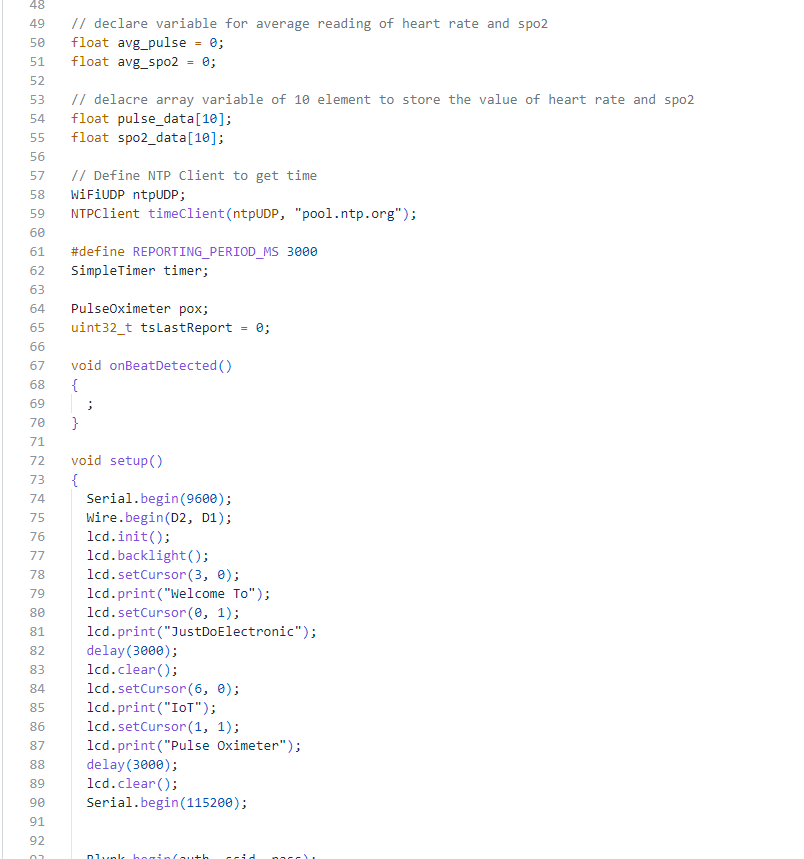 48
49 // declare variable for average reading of heart rate and spo2
50 float avg_pulse = 0;
51 float avg_spo2 = 0;
52
53 // delacre array variable of 10 element to store the value of heart rate and spo2
54 float pulse_data[10];
55 float spo2_data[10];
56
57 // Define NTP Client to get time
58 WiFiUDP ntpUDP;
59 NTPClient timeClient(ntpUDP, "pool.ntp.org");
60
61 #define REPORTING_PERIOD_MS 3000
62 SimpleTimer timer;
63
64 PulseOximeter pox;
65 uint32_t tsLastReport = 0;
66
67 void onBeatDetected()
68 {
69 ;
70 }
71
72 void setup()
73 {
74 Serial.begin(9600);
75 Wire.begin(D2, D1);
76 lcd.init();
77 lcd.backlight();
78 lcd.setCursor(3, 0);
79 lcd.print("Welcome To");
80 lcd.setCursor(0, 1);
81 lcd.print("JustDoElectronic");
82 delay(3000);
83 lcd.clear();
84 lcd.setCursor(6, 0);
85 lcd.print("IoT");
86 lcd.setCursor(1, 1);
87 lcd.print("Pulse Oximeter");
88 delay(3000);
89 lcd.clear();
90 Serial.begin(115200);
91
92
93 Blynk.begin(auth, ssid, pass);